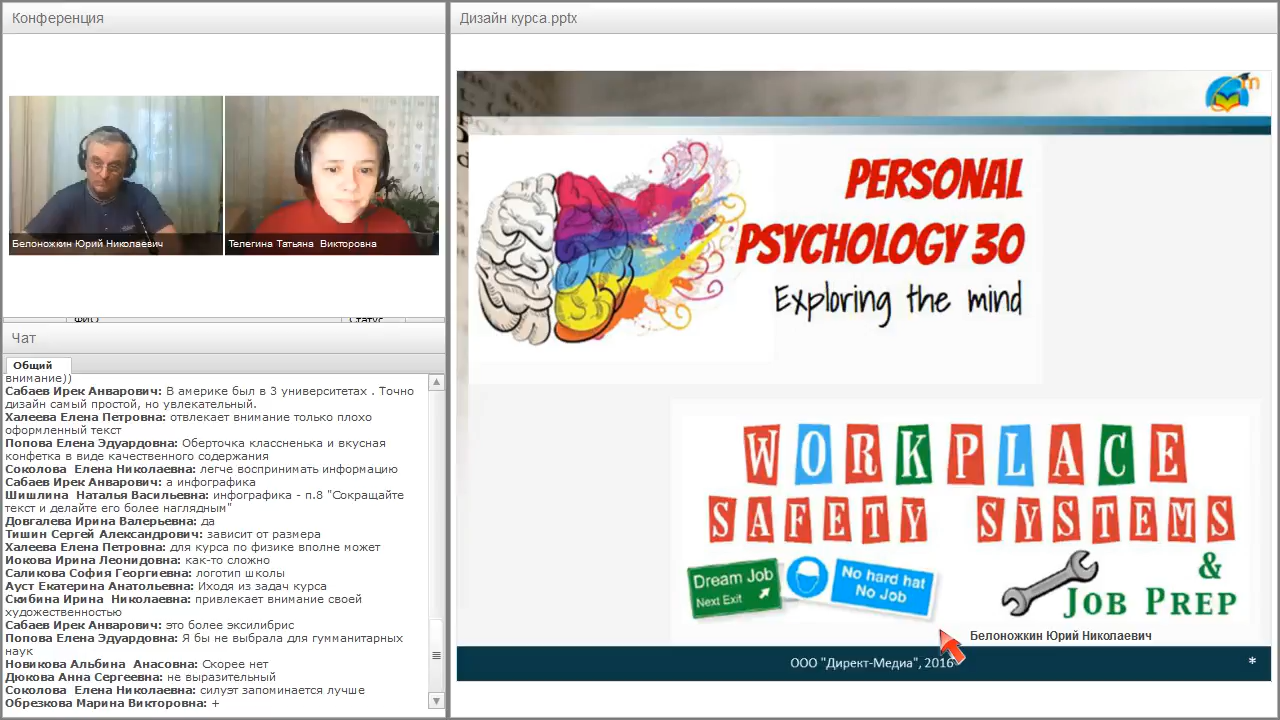 Конференция
Белоножкин Юрий Николаевич
Телегина Татьяна Викторовна
Чат
Общий
внимание))
Сабаев Ирек Анварович: В америке был в 3 университетах . Точно
дизайн самый простой, но увлекательный.
Халеева Елена Петровна: отвлекает внимание только плохо
оформленный текст
Попова Елена Эдуардовна: Оберточка классненька и вкусная
конфетка в виде качественного содержания
Соколова Елена Николаевна: легче воспринимать информацию
Сабаев Ирек Анварович: а инфографика
Шишлина Наталья Васильевна: инфографика - п.8 "Сокращайте
текст и делайте его более наглядным"
Довгалева Ирина Валерьевна: да
Тишин Сергей Александрович: зависит от размера
Халеева Елена Петровна: для курса по физике вполне может
Иокова Ирина Леонидовна: как-то сложно
Саликова София Георгиевна: логотип школы
Ауст Екатерина Анатольевна: Иходя из задач курса
Скибина Ирина Николаевна: привлекает внимание своей
художественностью
Сабаев Ирек Анварович: это более эксилибрис
Попова Елена Эдуардовна: Я бы не выбрала для гумманитарных
наук
Новикова Альбина Анасовна: Скорее нет
Дюкова Анна Сергеевна: не выразительный
Соколова Елена Николаевна: силуэт запоминается лучше
Обрезкова Марина Викторовна: +
Дизайн курса.pptx
PERSONAL
PSYCHOLOGY 30
Exploring the mind
WORKPLACE
SAFETY SYSTEMS
Dream Job
Next Exit
No hard hat
No Job
&
JOB PREP
Белоножкин Юрий Николаевич
ООО "Директ-Медиа", 2016
*